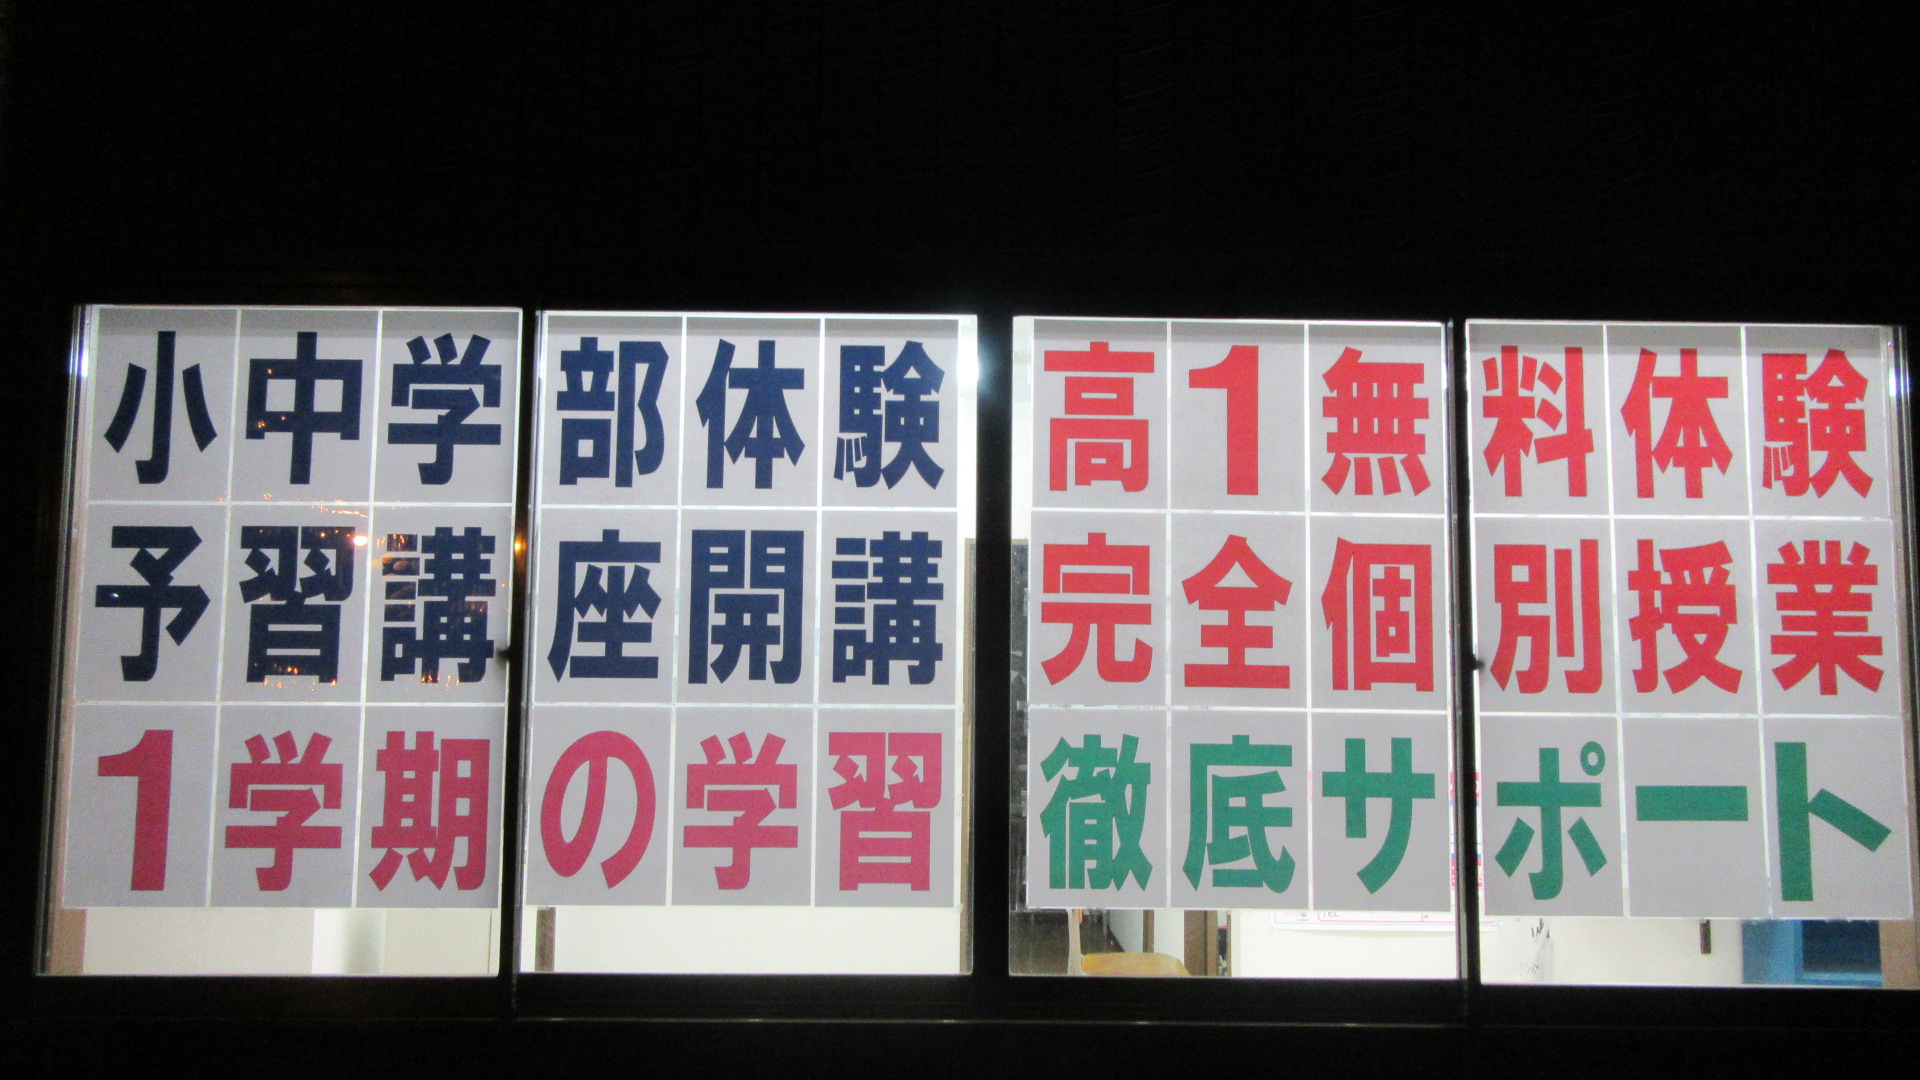 小中学部体験
予習講座開講
1学期の学習
高1無料体験
完全個別授業
徹底サポート
TEL